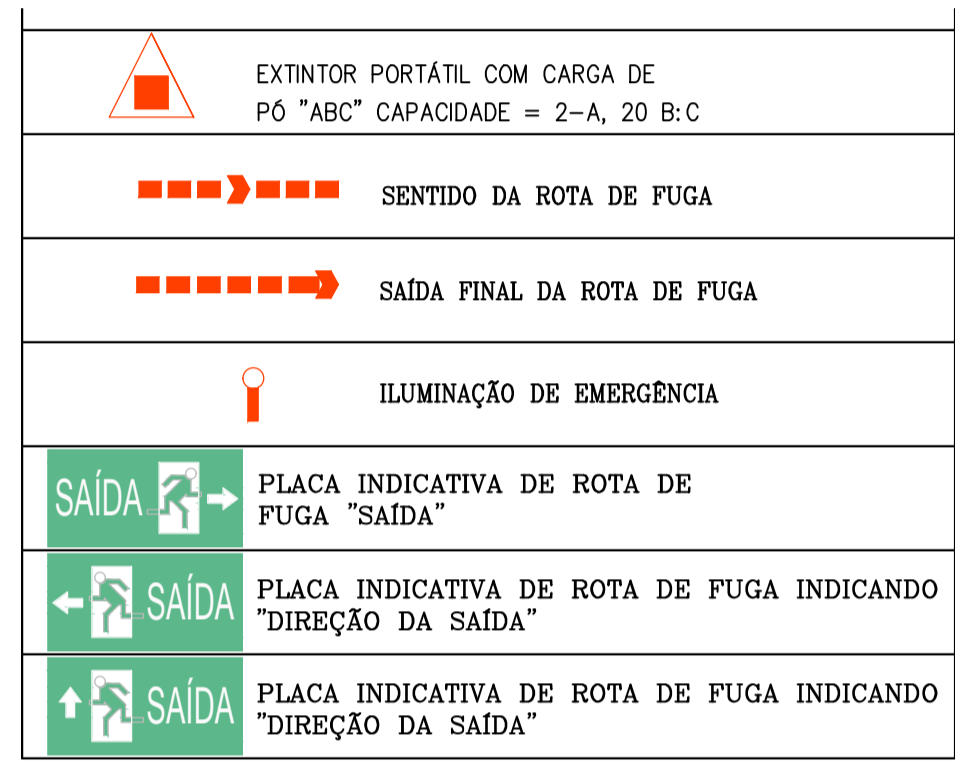 EXTINTOR PORTÁTIL COM CARGA DE
PÓ "ABC" CAPACIDADE = 2-A, 20 B:C
SENTIDO DA ROTA DE FUGA
SAÍDA FINAL DA ROTA DE FUGA
ILUMINAÇÃO DE EMERGÊNCIA
SAÍDA
PLACA INDICATIVA DE ROTA DE
FUGA "SAÍDA"
SAÍDA
PLACA INDICATIVA DE ROTA DE FUGA INDICANDO
"DIREÇÃO DA SAÍDA"
SAÍDA
PLACA INDICATIVA DE ROTA DE FUGA INDICANDO
"DIREÇÃO DA SAÍDA"